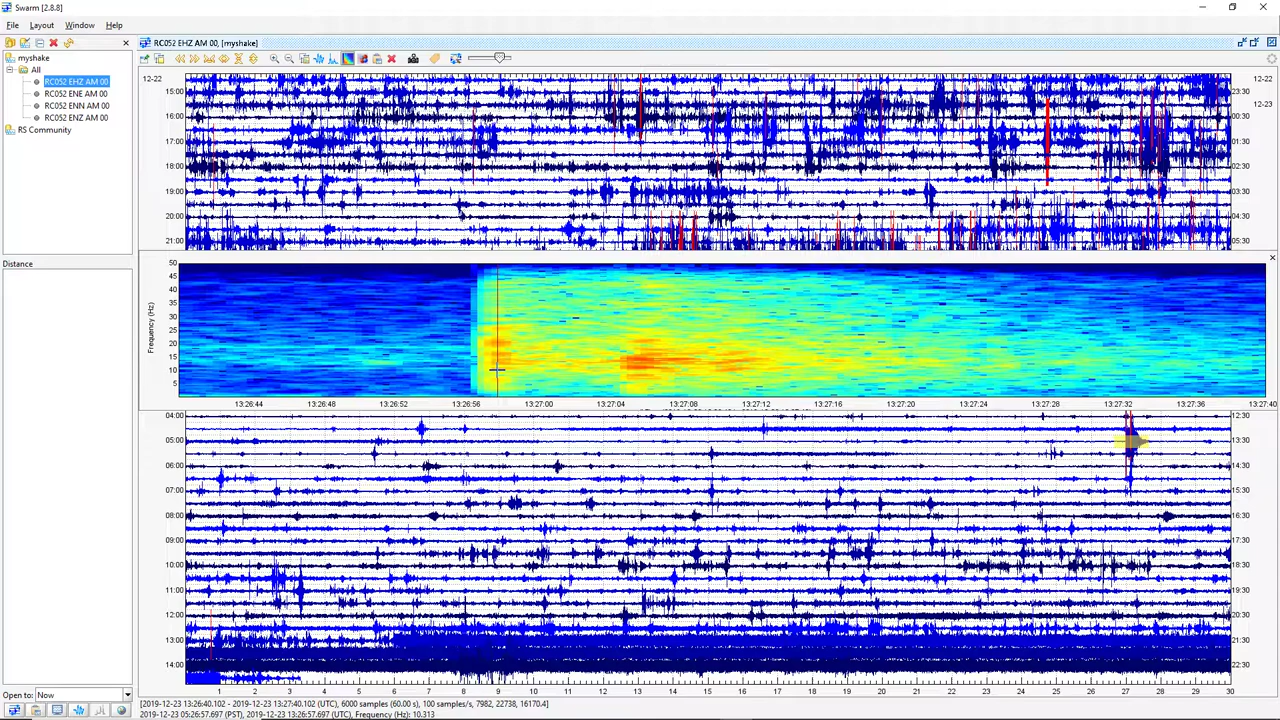 Swarm [2.8.8]
File Layout Window Help
RC052 EHZ AM 00, [myshake]
myshake
All
RC052 EHZ AM 00
RC052 ENE AM 00
RC052 ENN AM 00
RC052 ENZ AM 00
RS Community
Distance
Open to: Now
12-22 12-22
15:00 23:30
12-23
16:00 00:30
17:00 01:30
18:00 02:30
19:00 03:30
20:00 04:30
21:00 05:30
Frequency (Hz)
50
45
40
35
30
25
20
15
10
5
13:26:44 13:26:48 13:26:52 13:26:56 13:27:00 13:27:04 13:27:08 13:27:12 13:27:16 13:27:20 13:27:24 13:27:28 13:27:32 13:27:36 13:27:40
04:00 12:30
05:00 13:30
06:00 14:30
07:00 15:30
08:00 16:30
09:00 17:30
10:00 18:30
11:00 19:30
12:00 20:30
13:00 21:30
14:00 22:30
1 2 3 4 5 6 7 8 9 10 11 12 13 14 15 16 17 18 19 20 21 22 23 24 25 26 27 28 29 30
[2019-12-23 13:26:40.102 - 2019-12-23 13:27:40.102 (UTC), 6000 samples (60.00 s), 100 samples/s, 7982, 22738, 16170.4]
2019-12-23 05:26:57.697 (PST), 2019-12-23 13:26:57.697 (UTC), Frequency (Hz): 10.313